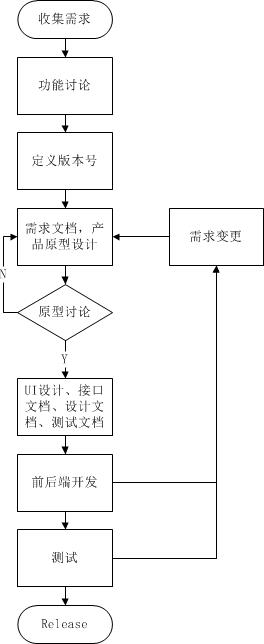 收集需求
功能讨论
定义版本号
需求文档，产
品原型设计
需求变更
N
原型讨论
Y
UI设计、接口
文档、设计文
档、测试文档
前后端开发
测试
Release